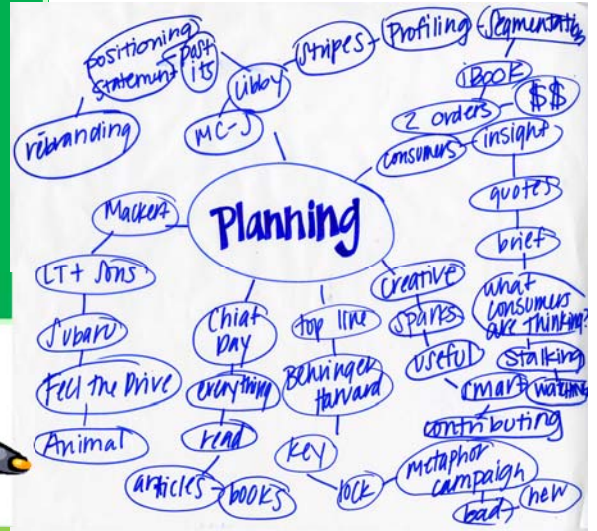 positioning
statement
post
its
Libby
MC-J
rebranding
Stripes
Profiling
Segmentation
iBook
$$
2 orders
consumers
insight
quotes
brief
what
consumers
are thinking?
Stalking
watching
Planning
Mackert
LT + Sons
Subaru
Feel the Drive
Animal
Chiat
Day
everything
read
articles
books
top line
Behringer
Harvard
key
lock
Metaphor
campaign
bad
new
creative
sparks
useful
smart
contributing